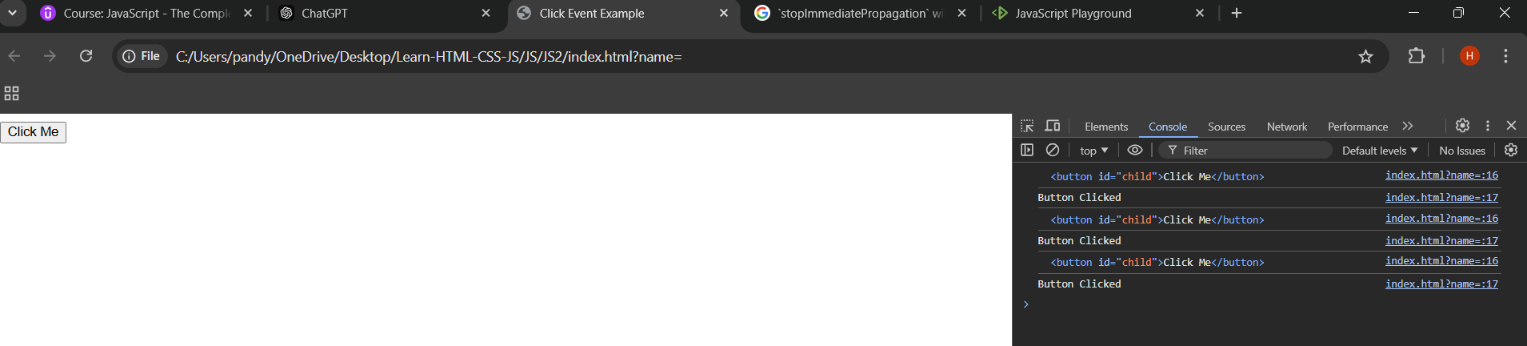 Course: JavaScript - The Comple
ChatGPT
Click Event Example
`stopImmediatePropagation` wi
JavaScript Playground
File
C:/Users/pandy/OneDrive/Desktop/Learn-HTML-CSS-JS/JS/JS2/index.html?name=
H
Click Me
Elements Console Sources Network Performance
top Filter Default levels No Issues
<button id="child">Click Me</button> index.html?name=:16
Button Clicked index.html?name=:17
<button id="child">Click Me</button> index.html?name=:16
Button Clicked index.html?name=:17
<button id="child">Click Me</button> index.html?name=:16
Button Clicked index.html?name=:17